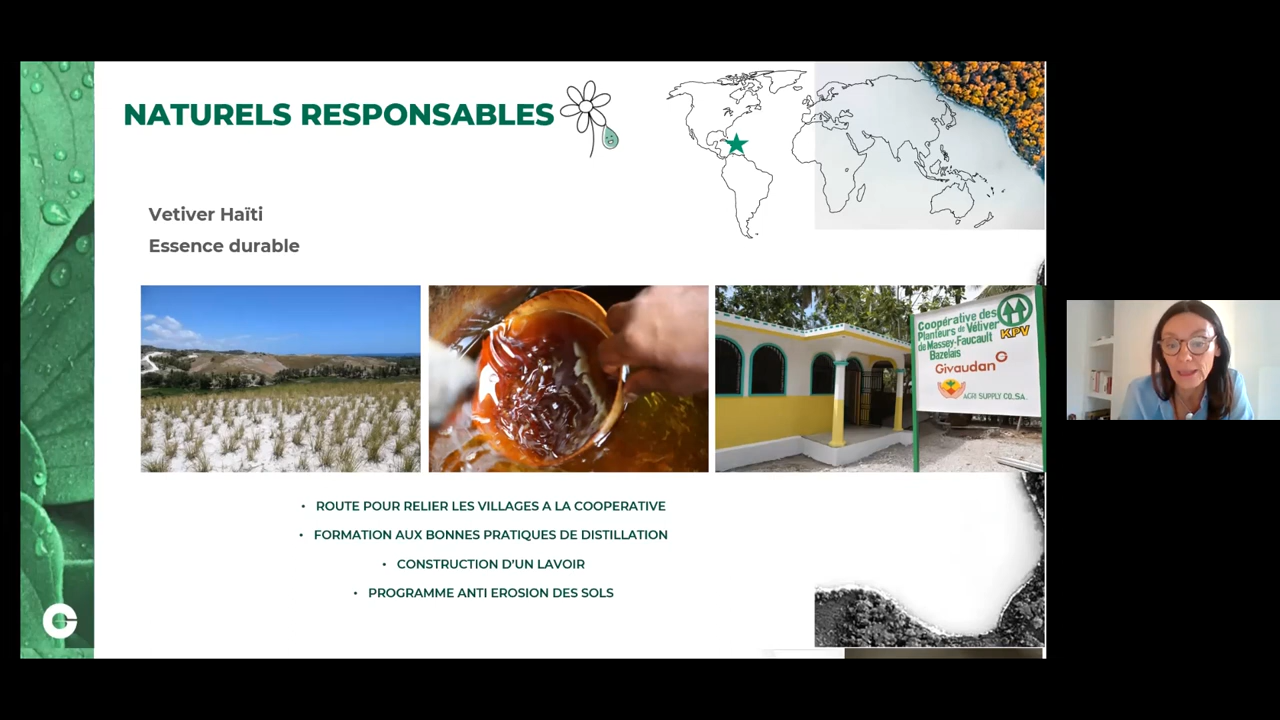 NATURELS RESPONSABLES
Vetiver Haïti
Essence durable
Coopérative des
Planteurs de Vétiver
de Massey-Faucault
Bazelais
KPV
Givaudan
AGRI SUPPLY CO.SA.
• ROUTE POUR RELIER LES VILLAGES A LA COOPERATIVE
• FORMATION AUX BONNES PRATIQUES DE DISTILLATION
• CONSTRUCTION D'UN LAVOIR
• PROGRAMME ANTI EROSION DES SOLS